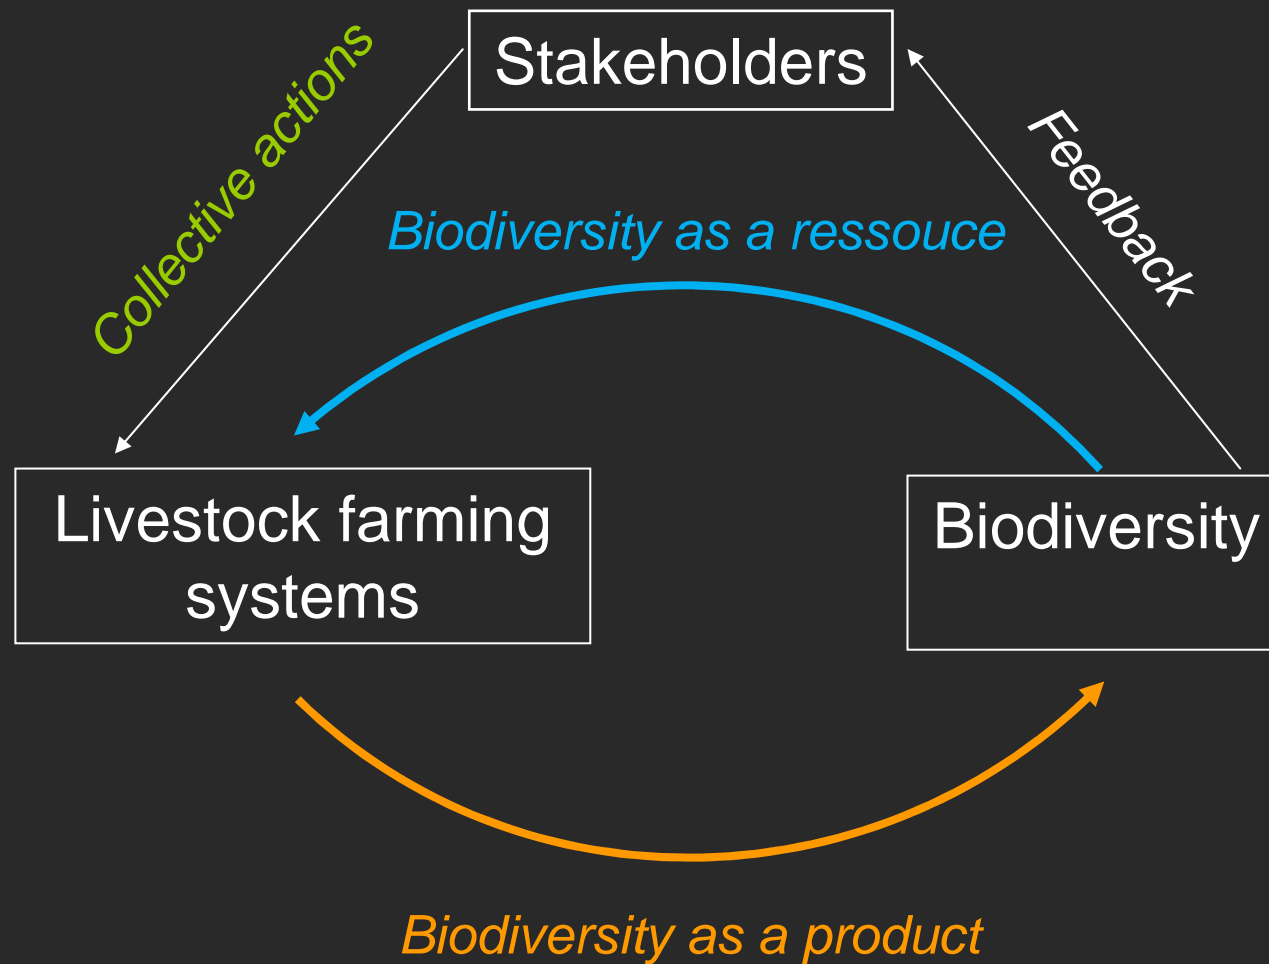 Stakeholders
Collective actions
Feedback
Biodiversity as a ressouce
Livestock farming
systems
Biodiversity
Biodiversity as a product